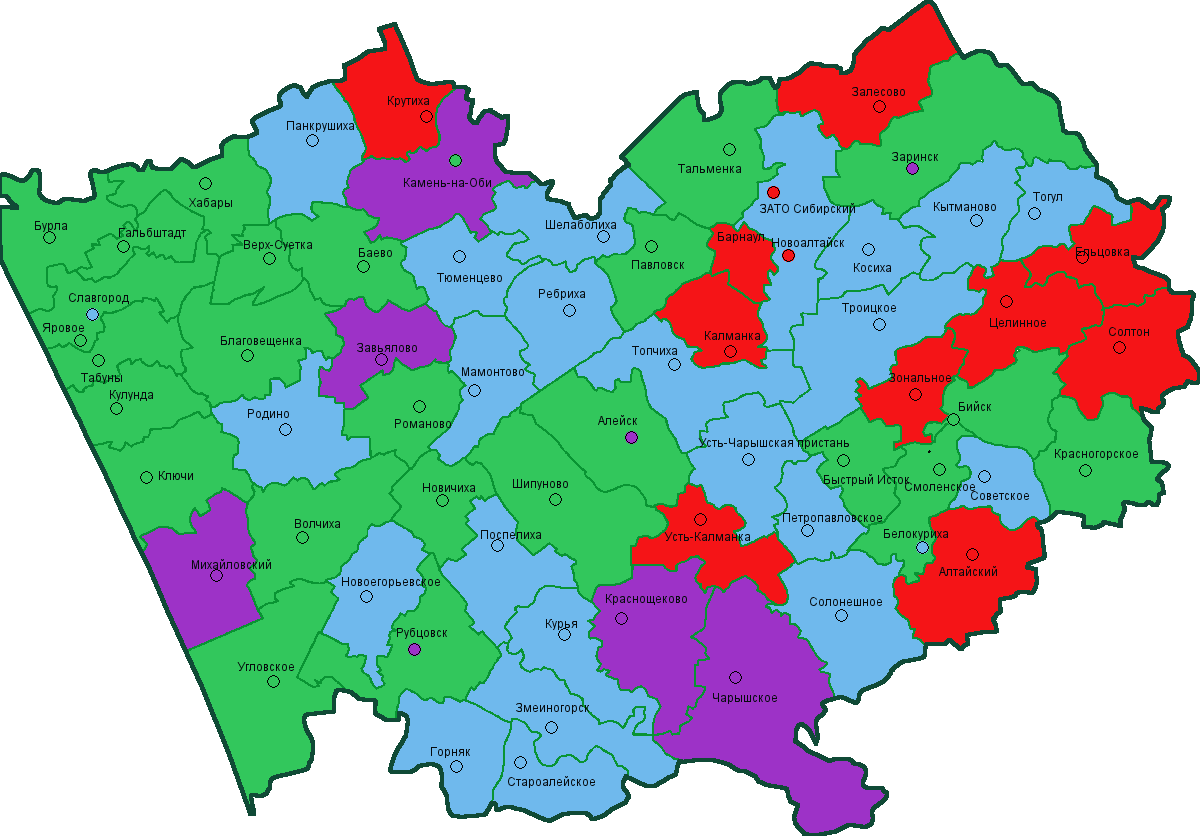 Крутиха
Залесово
Панкрушиха
Заринск
Тальменка
Камень-на-Оби
Хабары
Тогул
Кытманово
ЗАТО Сибирский
Бурла
Гальбштадт
Шелаболиха
Барнаул
Новоалтайск
Верх-Суетка
Баево
Ельцовка
Павловск
Косиха
Тюменцево
Славгород
Ребриха
Троицкое
Яровое
Целинное
Солтон
Калманка
Благовещенка
Завьялово
Топчиха
Мамонтово
Табуны
Зональное
Кулунда
Бийск
Родино
Романово
Алейск
Усть-Чарышская пристань
Красногорское
Ключи
Быстрый Исток
Новичиха
Шипуново
Смоленское
Советское
Петропавловское
Волчиха
Поспелиха
Усть-Калманка
Белокуриха
Михайловский
Алтайский
Новоегорьевское
Краснощеково
Солонешное
Курья
Рубцовск
Угловское
Чарышское
Змеиногорск
Горняк
Староалейское